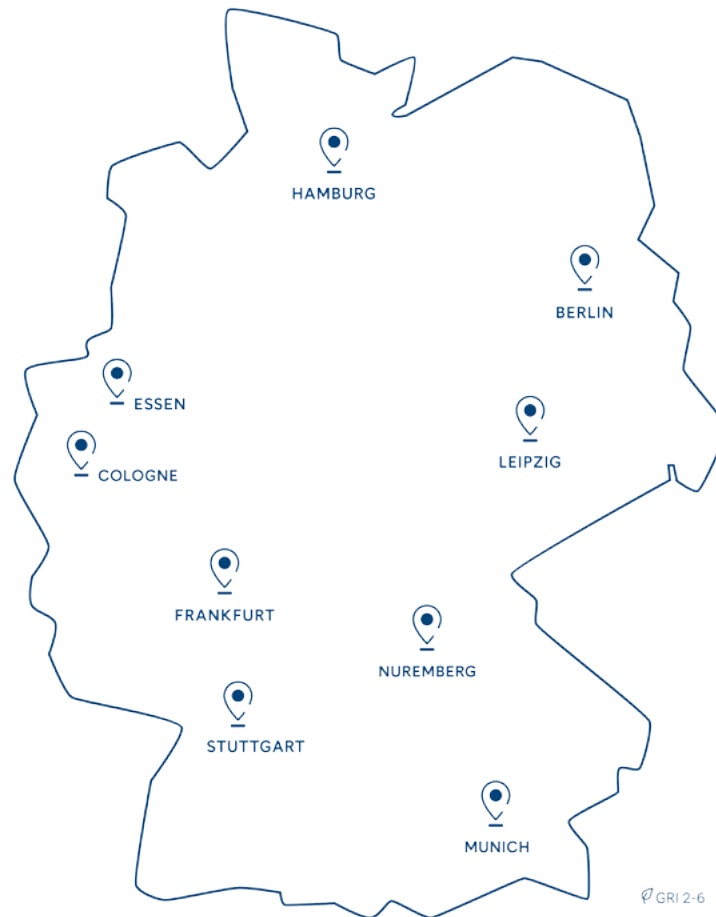 HAMBURG
BERLIN
ESSEN
LEIPZIG
COLOGNE
FRANKFURT
NUREMBERG
STUTTGART
MUNICH
GRI 2-6